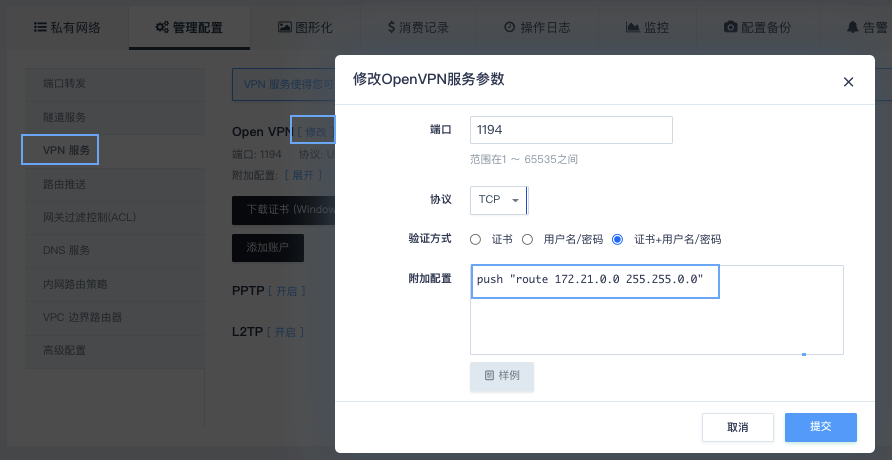 私有网络
管理配置
图形化
$ 消费记录
操作日志
监控
配置备份
告警
端口转发
隧道服务
VPN 服务
路由推送
网关过滤控制(ACL)
DNS 服务
内网路由策略
VPC 边界路由器
高级配置
VPN 服务使得您可
Open VPN [ 修改 ]
端口: 1194 协议: U
附加配置: [ 展开 ]
下载证书 (Window
添加账户
PPTP [ 开启 ]
L2TP [ 开启 ]
修改OpenVPN服务参数
端口
1194
范围在1 ～ 65535之间
协议
TCP
验证方式
证书
用户名/密码
证书+用户名/密码
附加配置
push "route 172.21.0.0 255.255.0.0"
样例
取消
提交